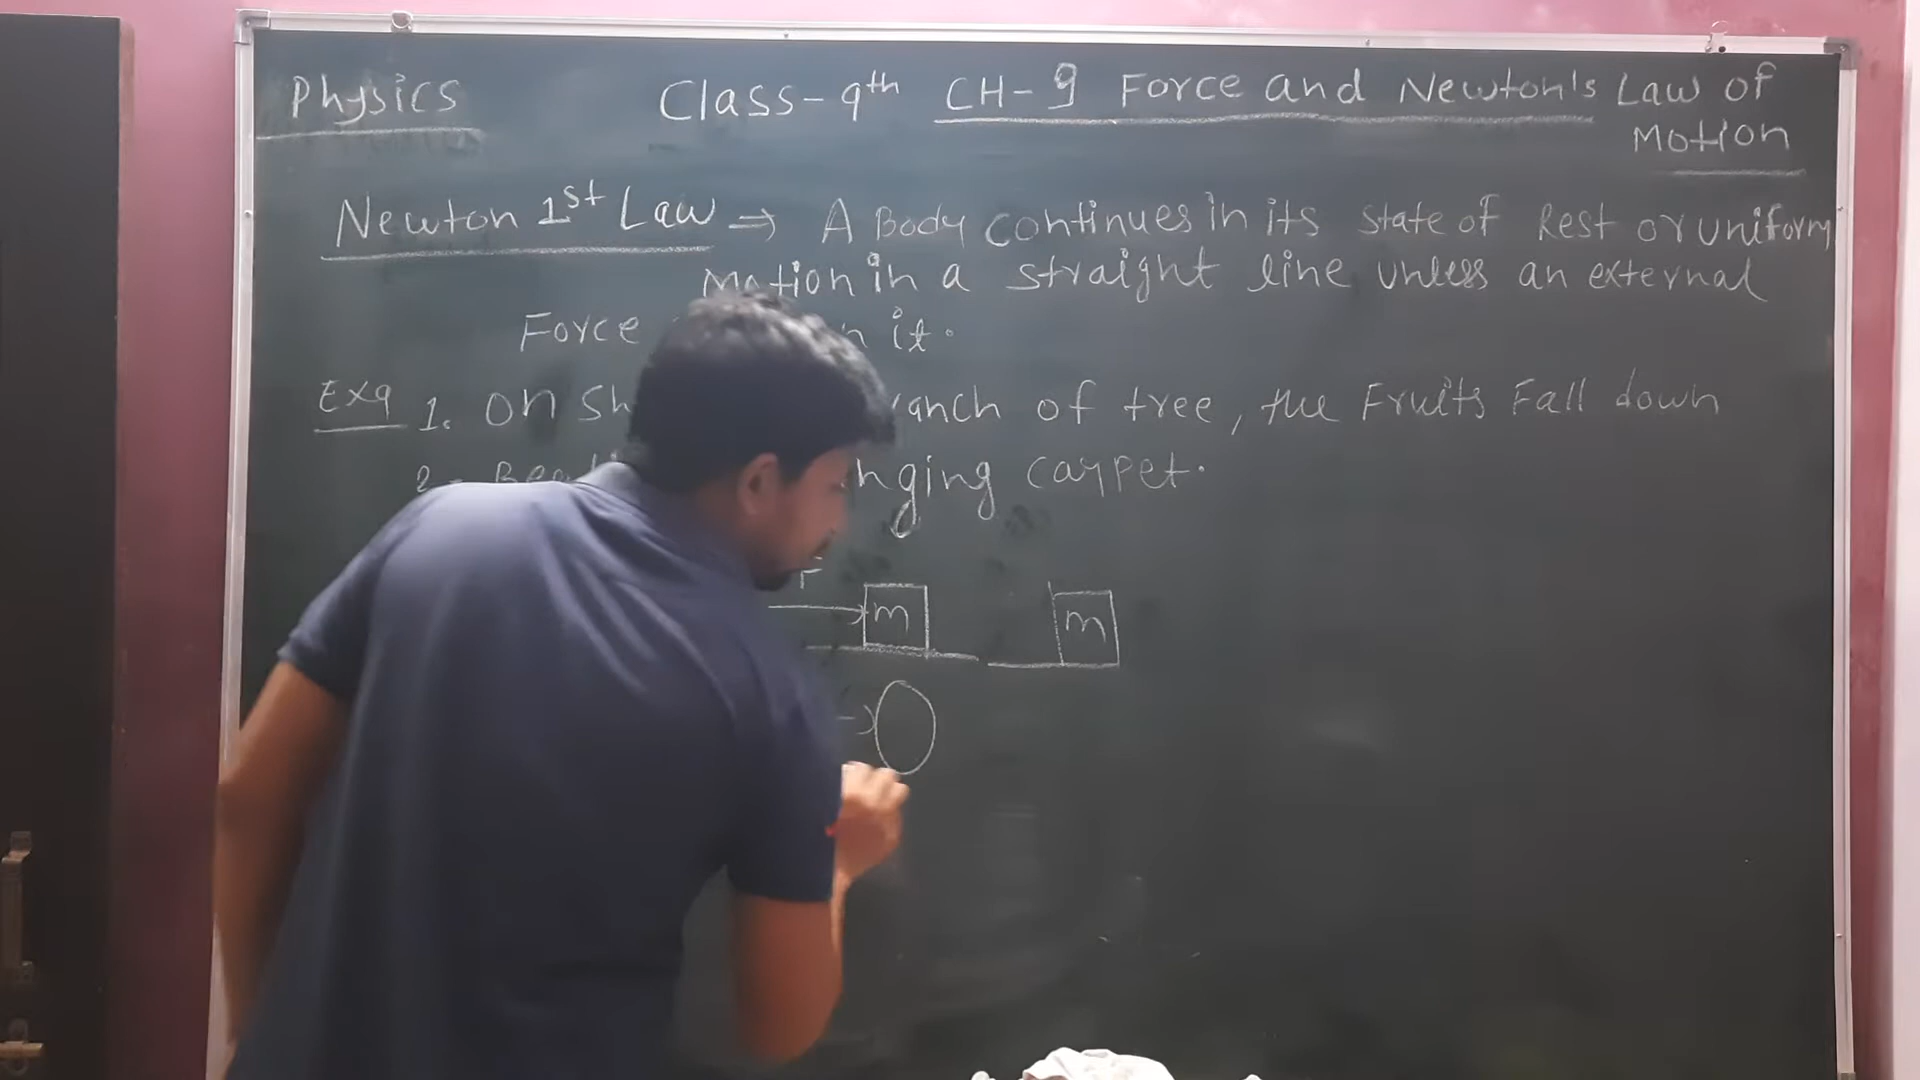 Physics Class-9th CH-9 Force and Newton's Law of
Motion
Newton 1st Law ⇒ A Body continues in its state of Rest or uniform
Motion in a straight line unless an external
Force it.
Exa 1. On of tree, the Fruits Fall down
2- carpet.
F
m m